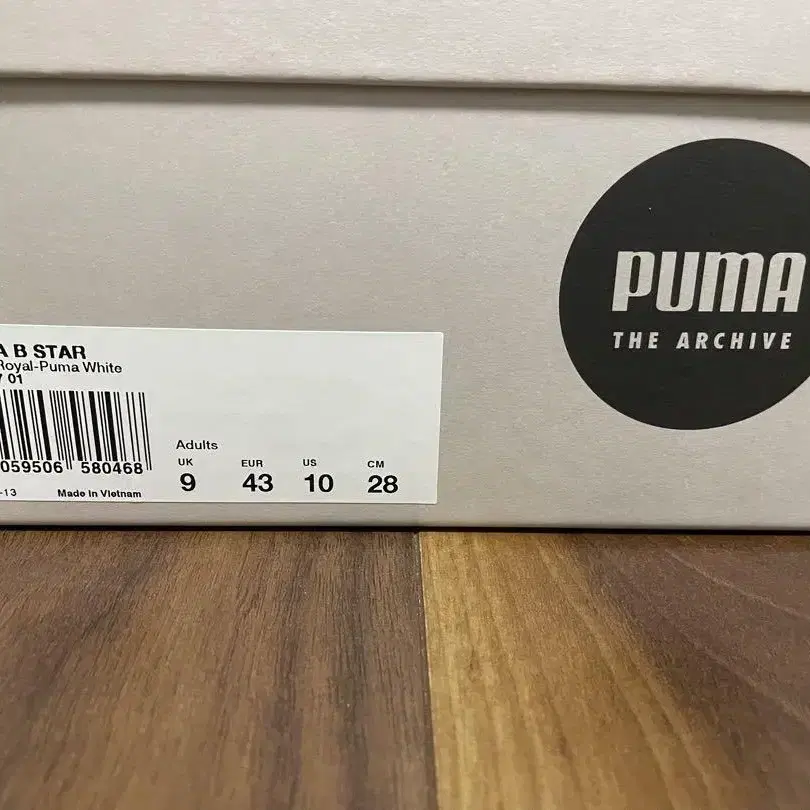 PUMA
THE ARCHIVE
A B STAR
Royal-Puma White
7 01
059506 580468
-13
Made in Vietnam
Adults
UK EUR US CM
9 43 10 28